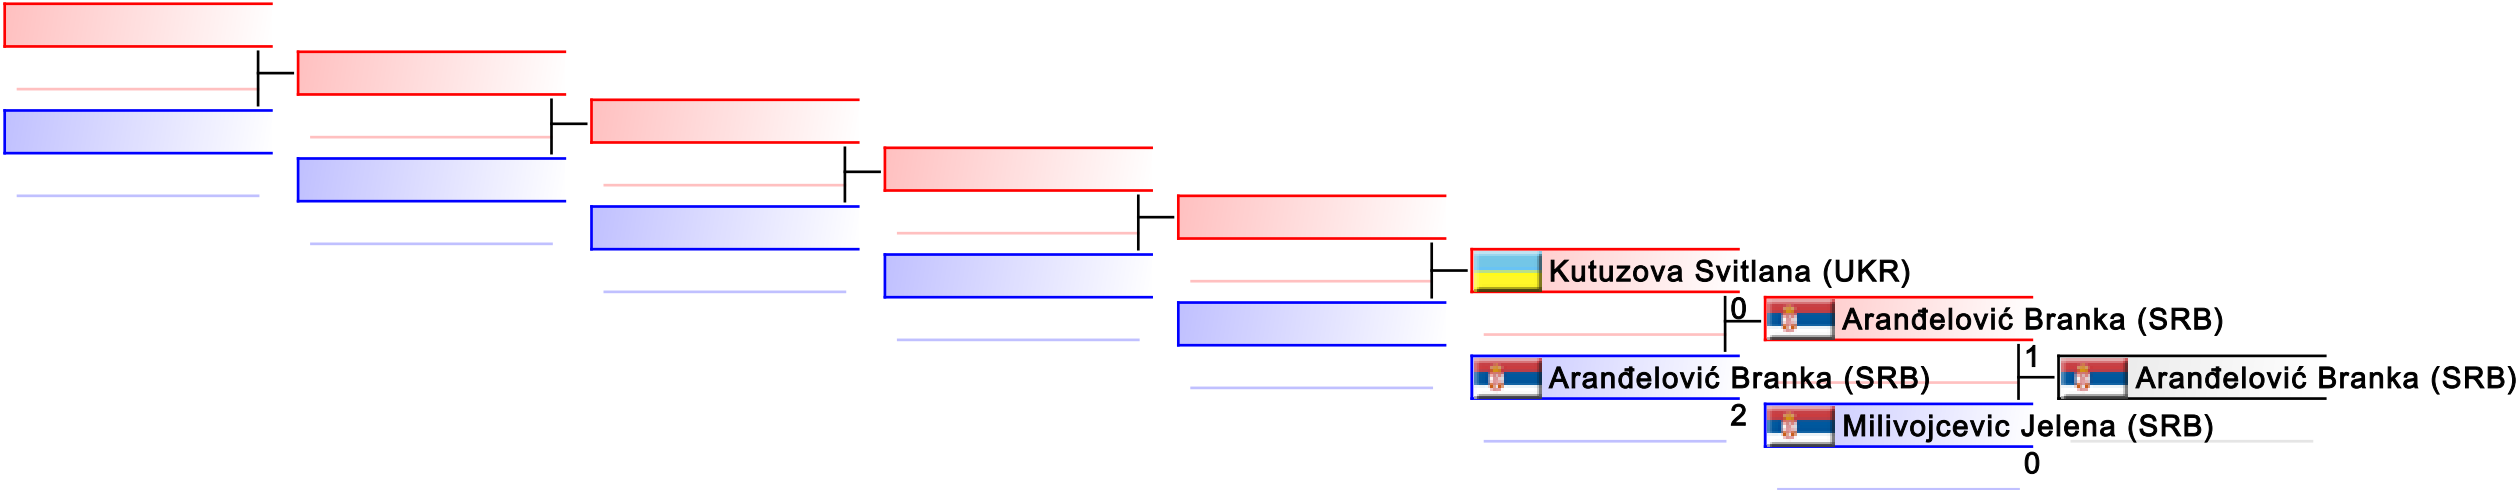 Kutuzova Svitlana (UKR)
0
Aranđelović Branka (SRB)
1
Aranđelović Branka (SRB)
Aranđelović Branka (SRB)
2
Milivojcevic Jelena (SRB)
0